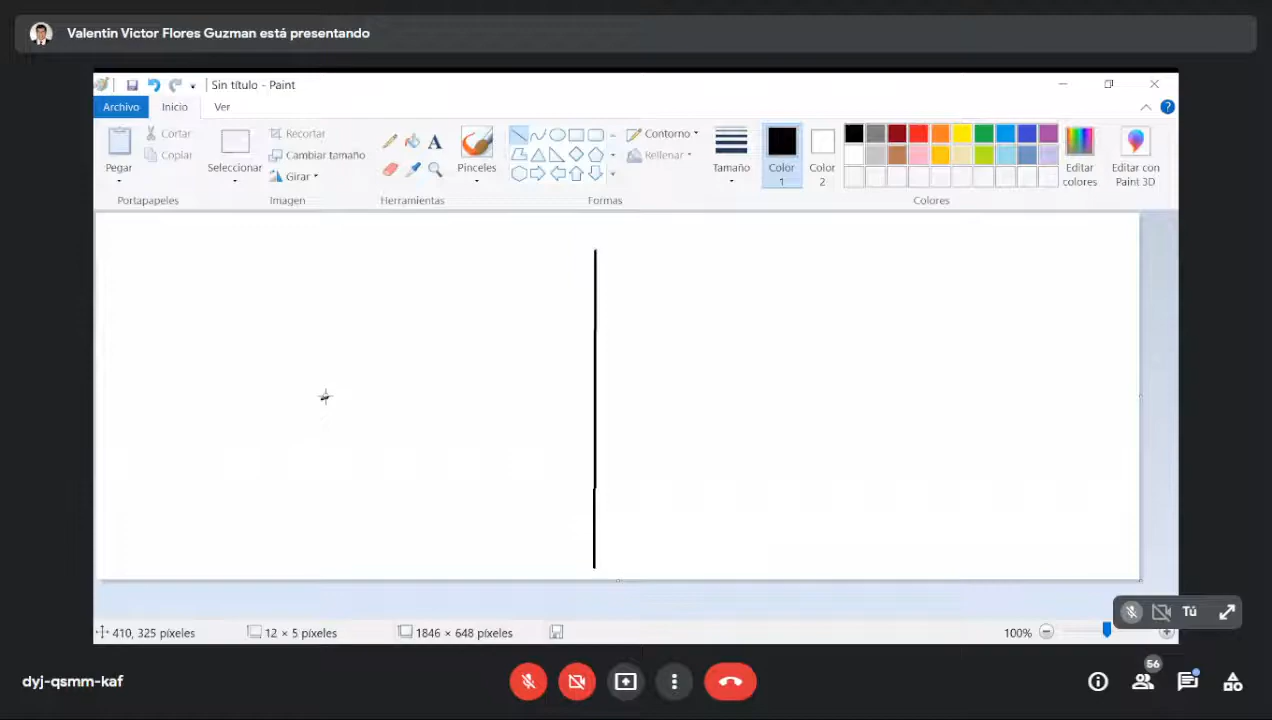 Valentin Victor Flores Guzman está presentando
Sin título - Paint
Archivo Inicio Ver
Pegar
Cortar
Copiar
Portapapeles
Seleccionar
Recortar
Cambiar tamaño
Girar
Imagen
Herramientas
Pinceles
Contorno
Rellenar
Formas
Tamaño
Color 1
Color 2
Editar colores
Colores
Editar con Paint 3D
Tú
410, 325 píxeles 12 × 5 píxeles 1846 × 648 píxeles 100%
dyj-qsmm-kaf
56